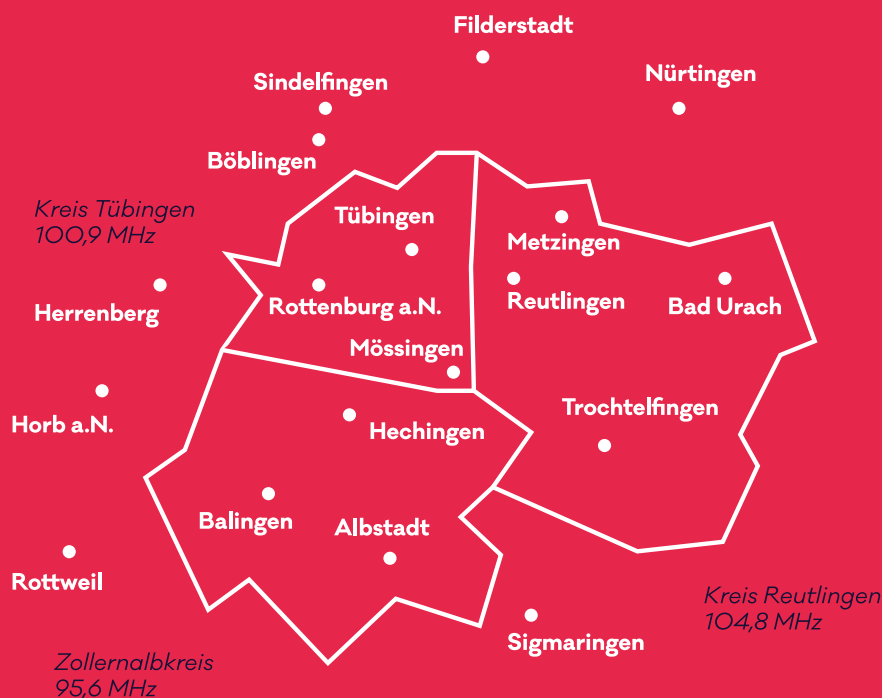 Filderstadt
Sindelfingen
Nürtingen
Böblingen
Kreis Tübingen
100,9 MHz
Tübingen
Metzingen
Herrenberg
Rottenburg a.N.
Reutlingen
Bad Urach
Mössingen
Horb a.N.
Hechingen
Trochtelfingen
Balingen
Albstadt
Rottweil
Sigmaringen
Kreis Reutlingen
104,8 MHz
Zollernalbkreis
95,6 MHz